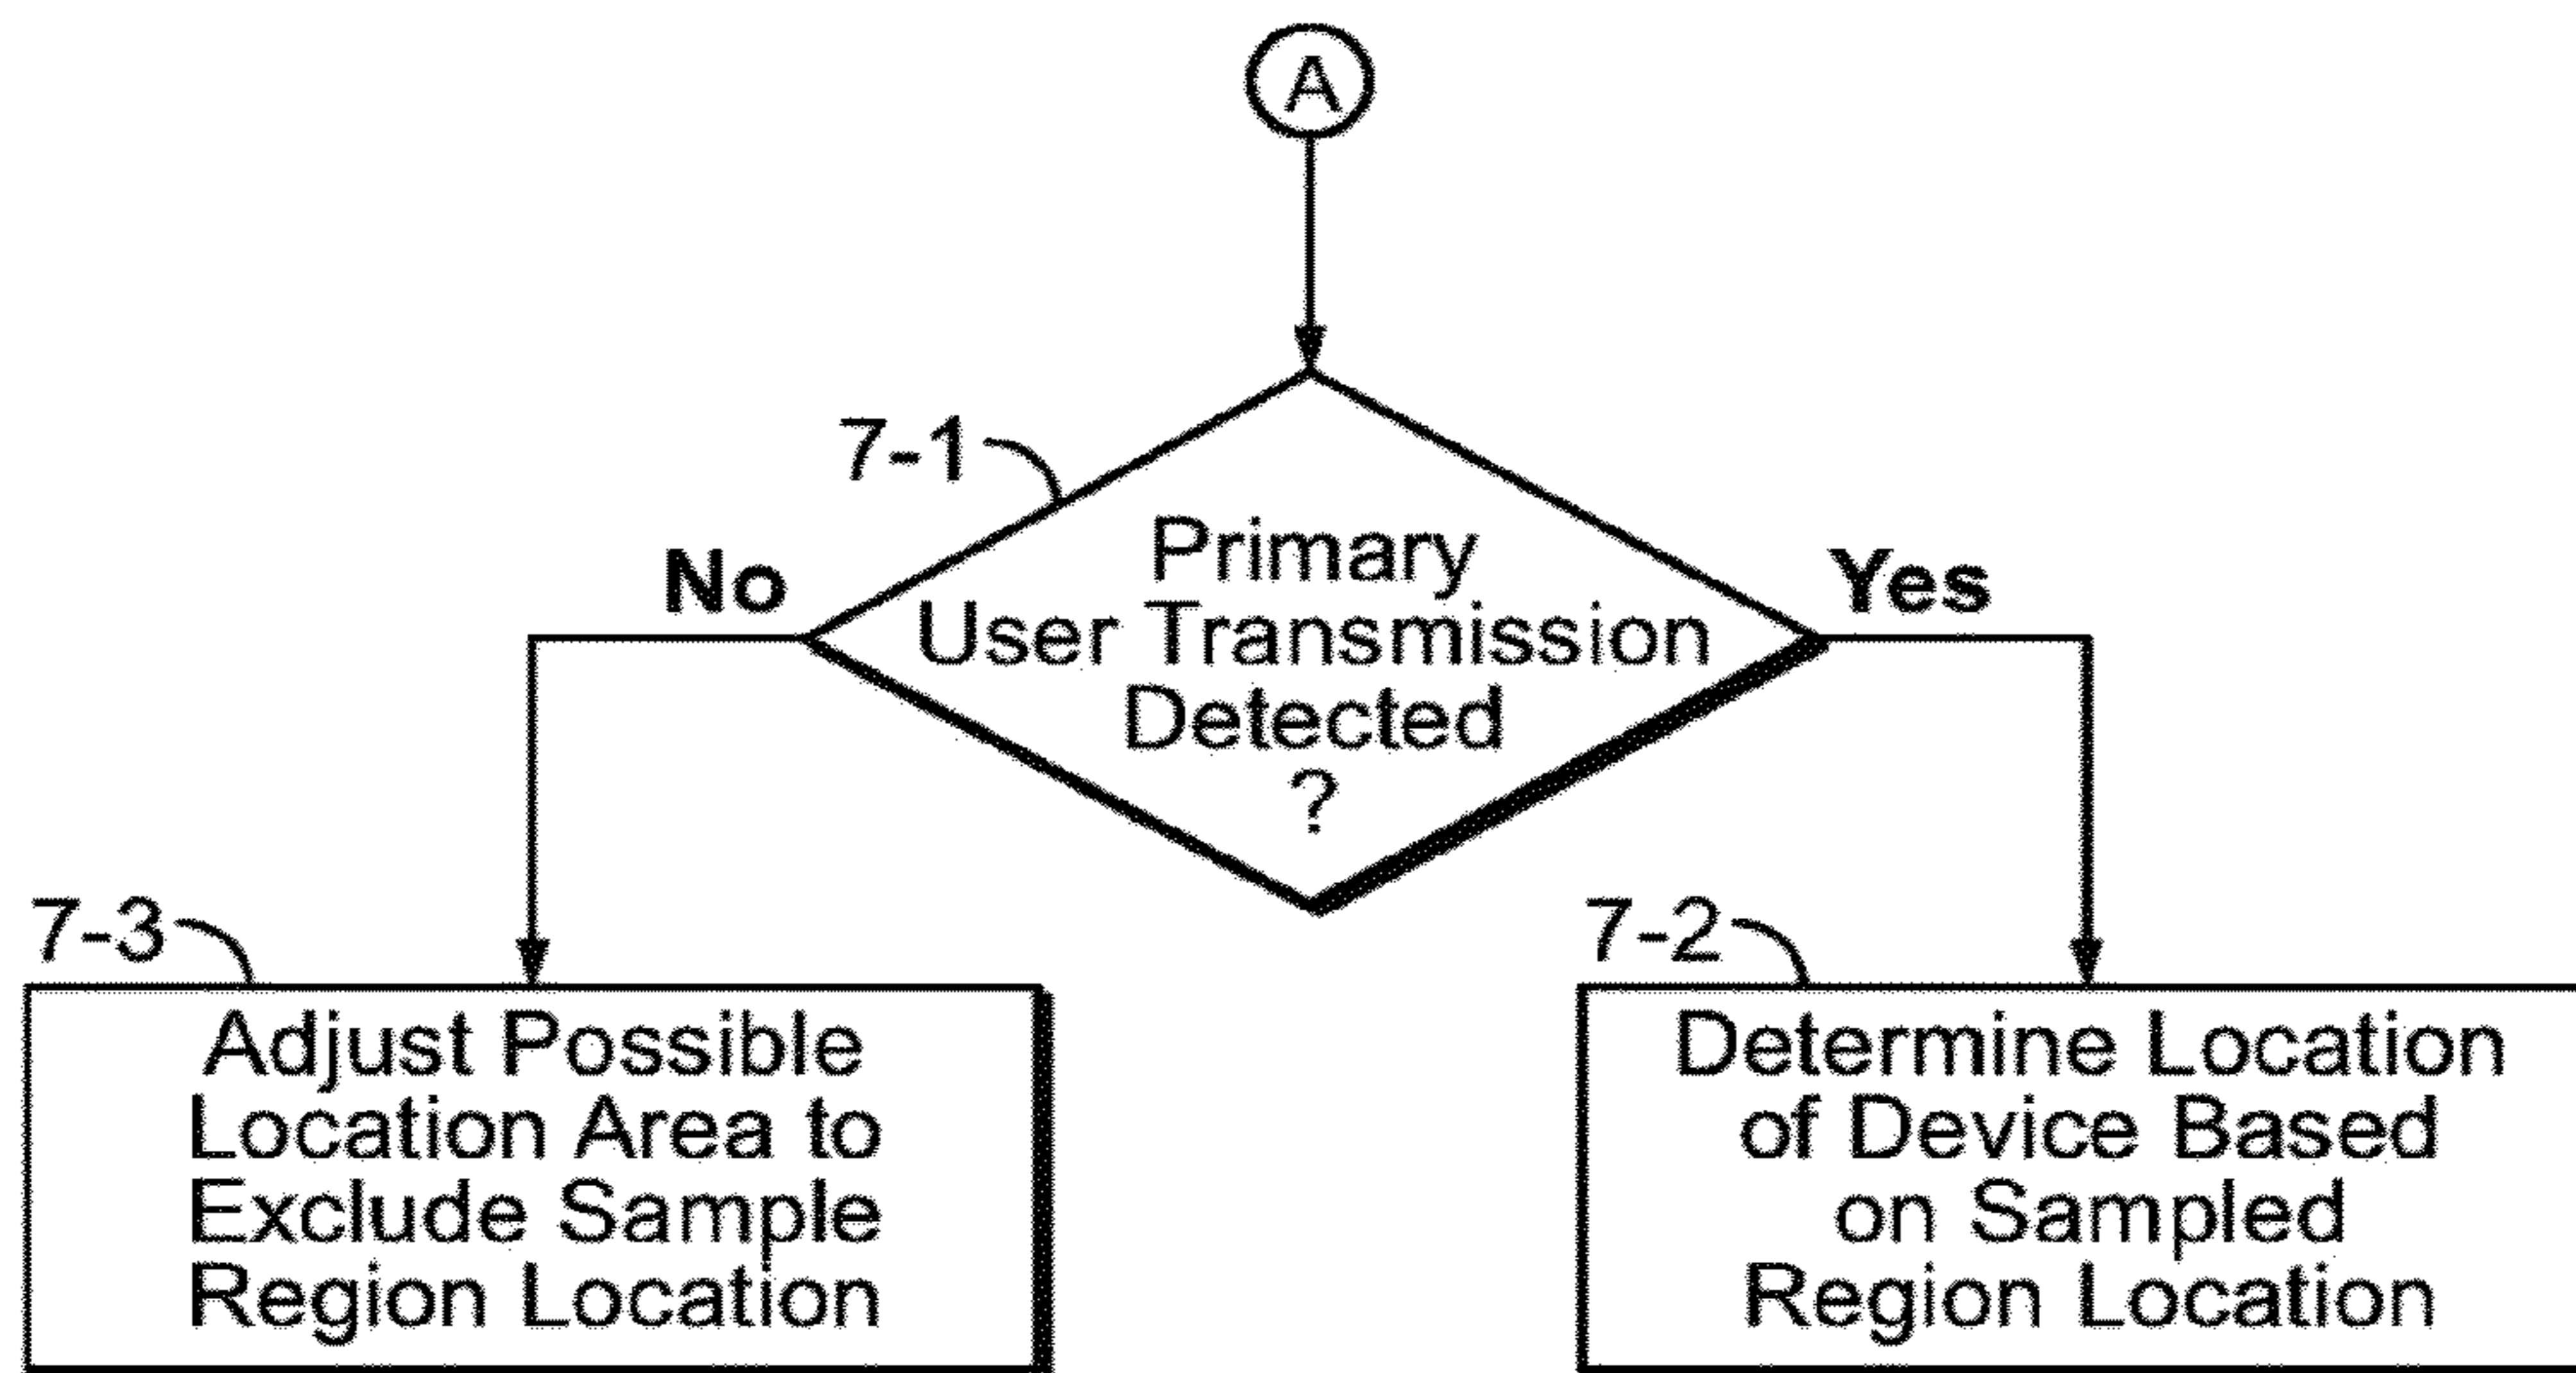 A
7-1
Primary
User Transmission
Detected
?
No
Yes
7-3
Adjust Possible
Location Area to
Exclude Sample
Region Location
7-2
Determine Location
of Device Based
on Sampled
Region Location